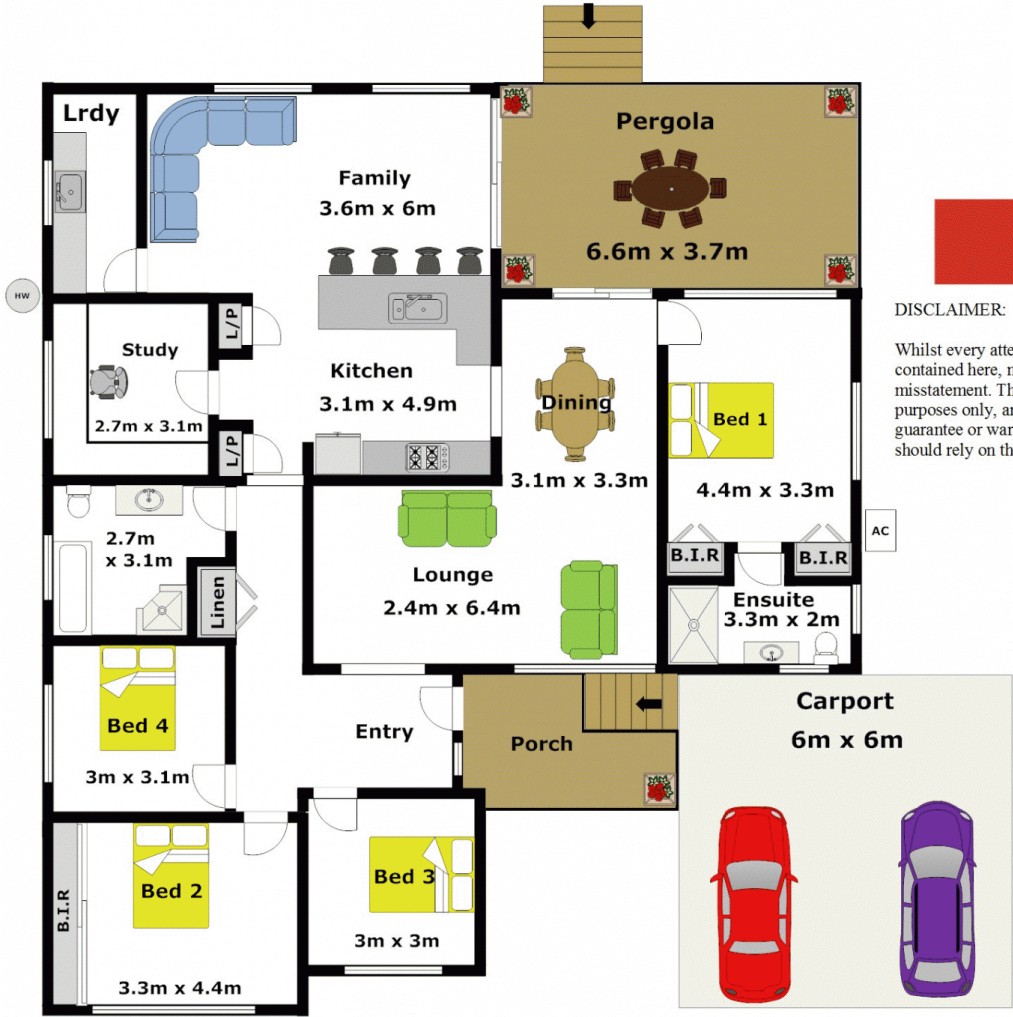 Lrdy
Family
3.6m x 6m
Pergola
6.6m x 3.7m
HW
Study
2.7m x 3.1m
L/P
L/P
Kitchen
3.1m x 4.9m
Dining
3.1m x 3.3m
Bed 1
4.4m x 3.3m
B.I.R
B.I.R
AC
DISCLAIMER:
Whilst every atte
contained here, n
misstatement. Th
purposes only, an
guarantee or war
should rely on th
2.7m
x 3.1m
Linen
Lounge
2.4m x 6.4m
Ensuite
3.3m x 2m
Bed 4
3m x 3.1m
Entry
Porch
Carport
6m x 6m
B.I.R
Bed 2
3.3m x 4.4m
Bed 3
3m x 3m